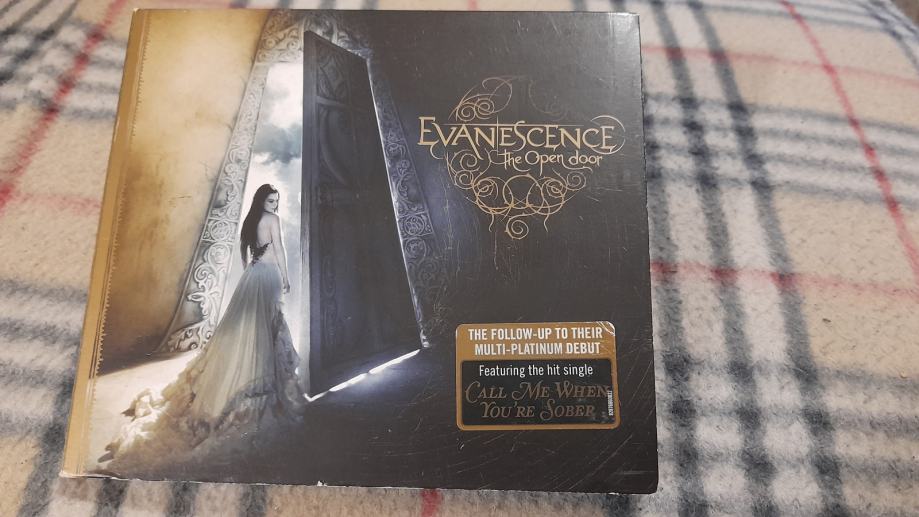 EVANESCENCE
the Open door
THE FOLLOW-UP TO THEIR
MULTI-PLATINUM DEBUT
Featuring the hit single
CALL ME WHEN
YOU'RE SOBER